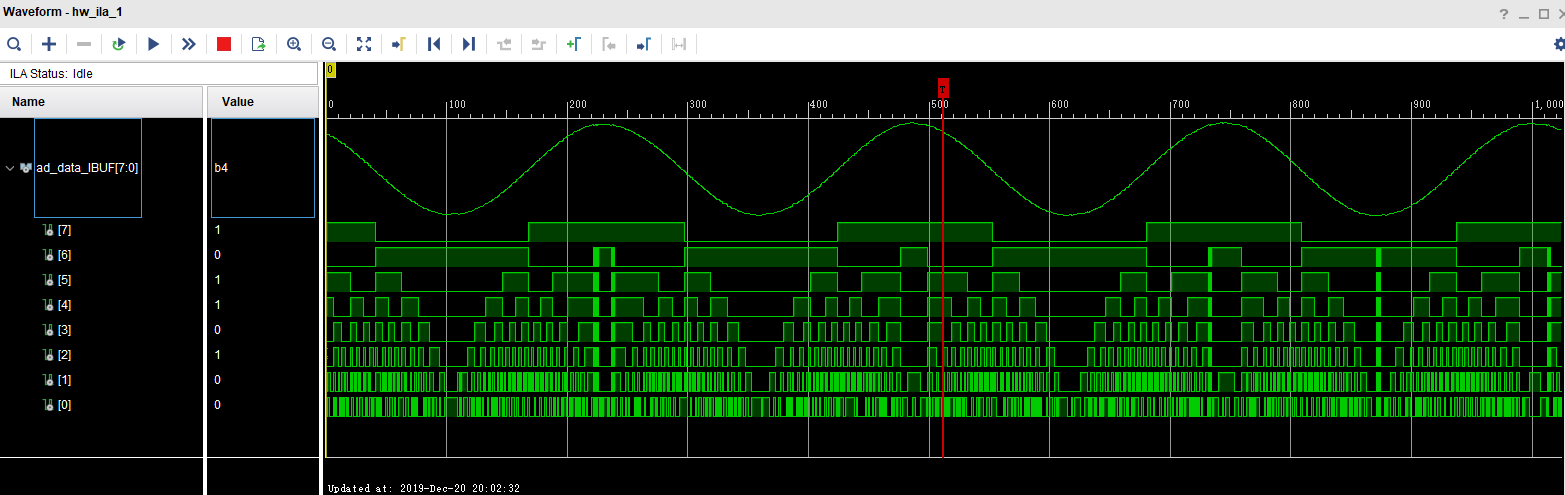 Waveform - hw_ila_1
ILA Status: Idle
Name Value
0
T
0 100 200 300 400 500 600 700 800 900 1,000
ad_data_IBUF[7:0] b4
[7] 1
[6] 0
[5] 1
[4] 1
[3] 0
[2] 1
[1] 0
[0] 0
Updated at: 2019-Dec-20 20:02:32